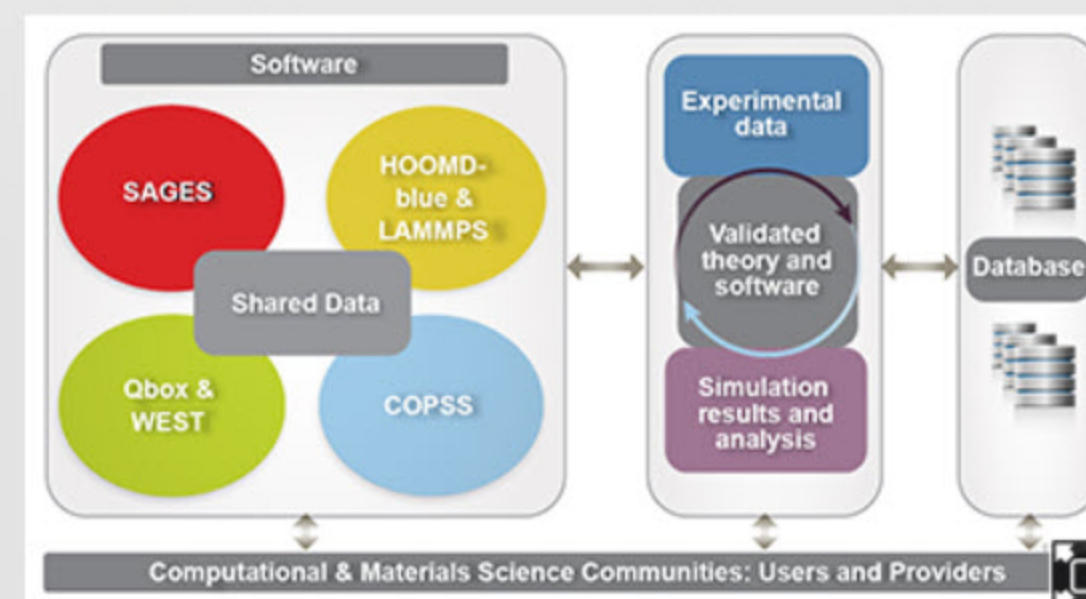 Software
SAGES
HOOMD-
blue &
LAMMPS
Shared Data
Qbox &
WEST
COPSS
Experimental
data
Validated
theory and
software
Simulation
results and
analysis
Database
Computational & Materials Science Communities: Users and Providers